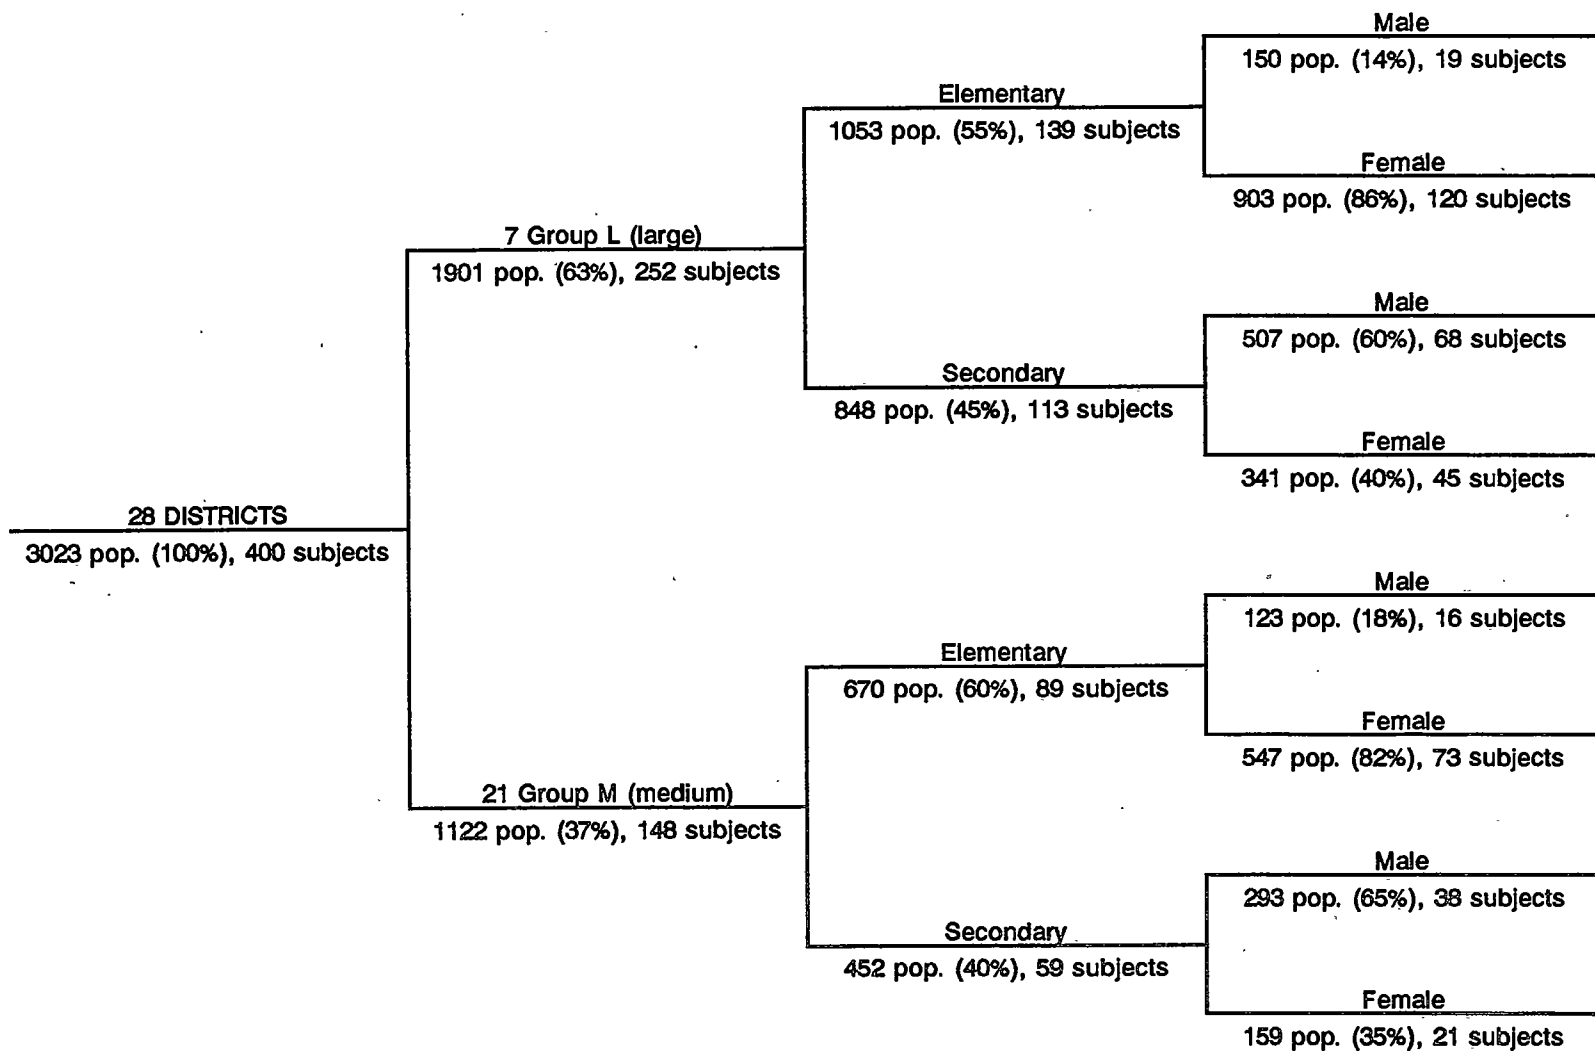 Male
150 pop. (14%), 19 subjects
Elementary
1053 pop. (55%), 139 subjects
Female
903 pop. (86%), 120 subjects
7 Group L (large)
1901 pop. (63%), 252 subjects
Male
507 pop. (60%), 68 subjects
Secondary
848 pop. (45%), 113 subjects
Female
341 pop. (40%), 45 subjects
28 DISTRICTS
3023 pop. (100%), 400 subjects
Male
123 pop. (18%), 16 subjects
Elementary
670 pop. (60%), 89 subjects
Female
547 pop. (82%), 73 subjects
21 Group M (medium)
1122 pop. (37%), 148 subjects
Male
293 pop. (65%), 38 subjects
Secondary
452 pop. (40%), 59 subjects
Female
159 pop. (35%), 21 subjects